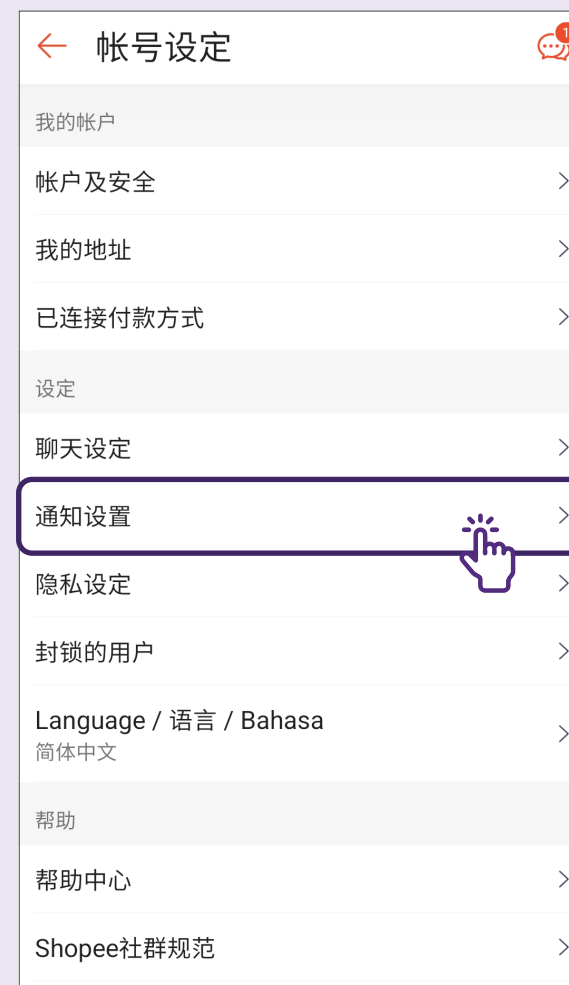 帐号设定
1
我的帐户
帐户及安全
我的地址
已连接付款方式
设定
聊天设定
通知设置
隐私设定
封锁的用户
Language / 语言 / Bahasa
简体中文
帮助
帮助中心
Shopee社群规范